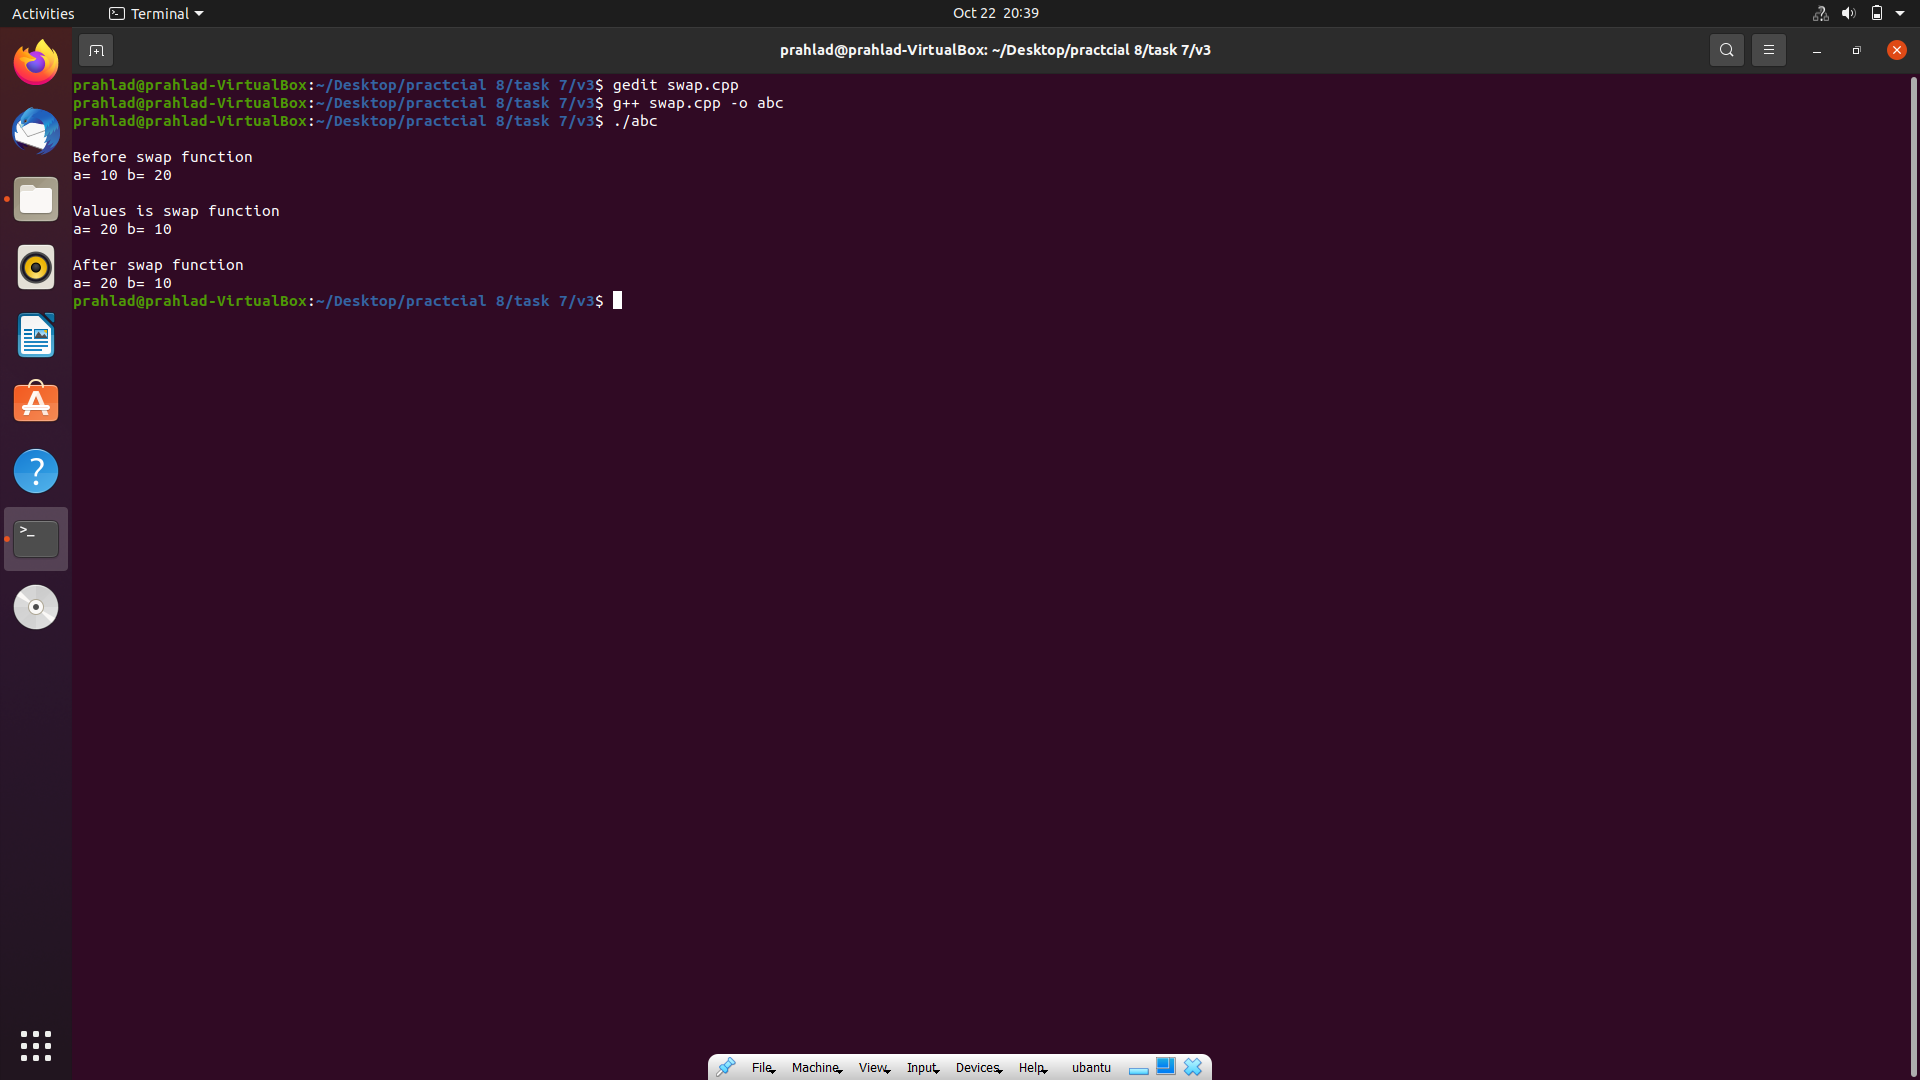 Activities
Terminal
Oct 22 20:39
prahlad@prahlad-VirtualBox: ~/Desktop/practcial 8/task 7/v3
prahlad@prahlad-VirtualBox:~/Desktop/practcial 8/task 7/v3$ gedit swap.cpp
prahlad@prahlad-VirtualBox:~/Desktop/practcial 8/task 7/v3$ g++ swap.cpp -o abc
prahlad@prahlad-VirtualBox:~/Desktop/practcial 8/task 7/v3$ ./abc
Before swap function
a= 10 b= 20
Values is swap function
a= 20 b= 10
After swap function
a= 20 b= 10
prahlad@prahlad-VirtualBox:~/Desktop/practcial 8/task 7/v3$
File Machine View Input Devices Help ubantu